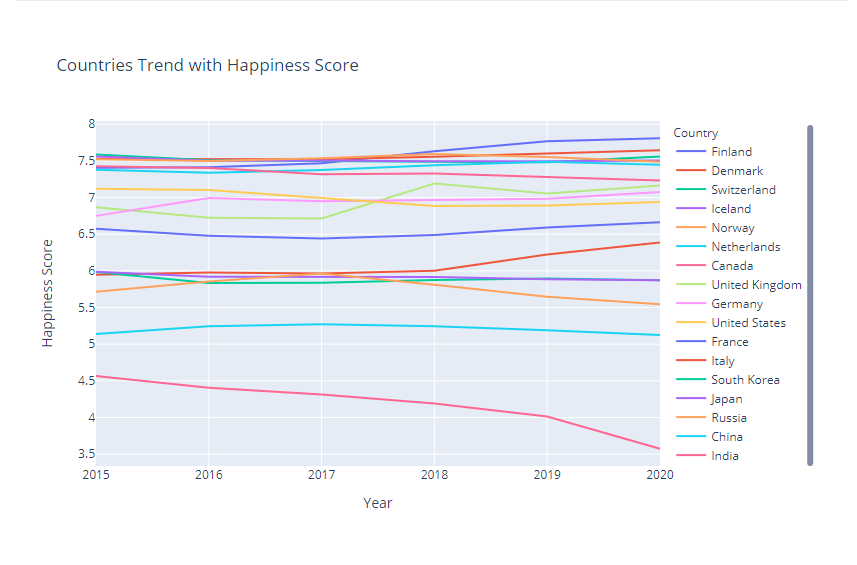 Countries Trend with Happiness Score
8
7.5
7
6.5
6
5.5
5
4.5
4
3.5
Happiness Score
2015 2016 2017 2018 2019 2020
Year
Country
Finland
Denmark
Switzerland
Iceland
Norway
Netherlands
Canada
United Kingdom
Germany
United States
France
Italy
South Korea
Japan
Russia
China
India